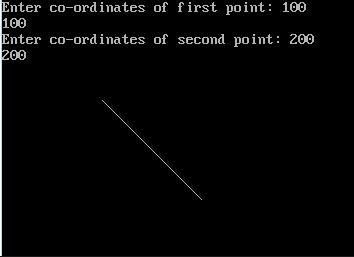 Enter co-ordinates of first point: 100
100
Enter co-ordinates of second point: 200
200